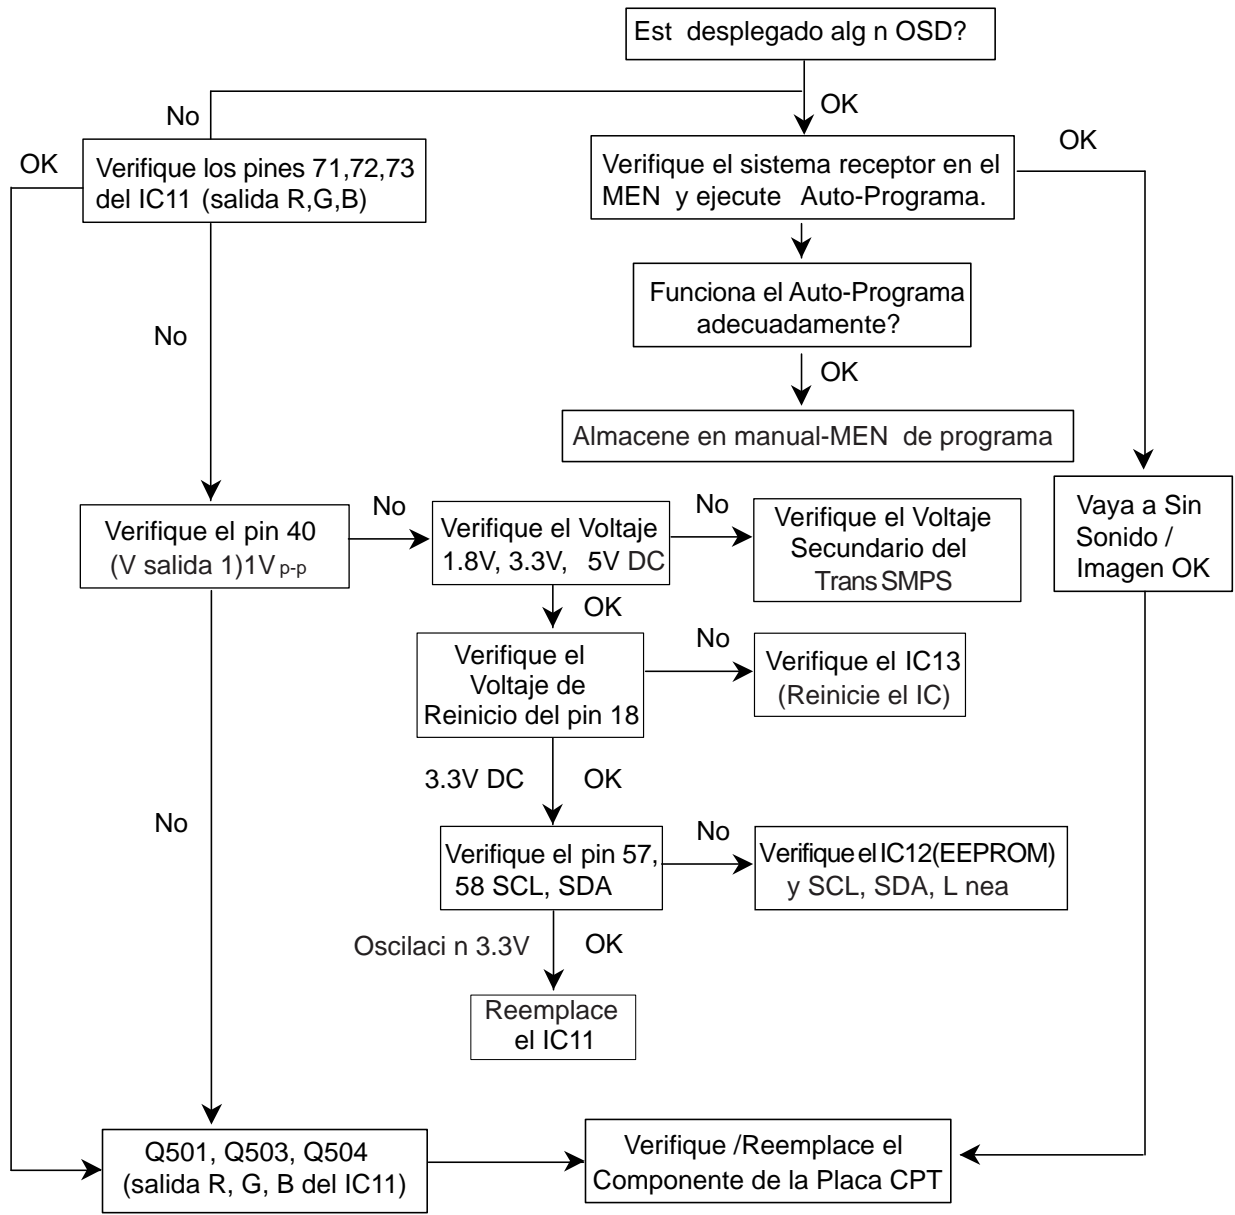 Est desplegado alg n OSD?
No
OK
OK
OK
Verifique los pines 71,72,73
del IC11 (salida R,G,B)
Verifique el sistema receptor en el
MEN y ejecute Auto-Programa.
Funciona el Auto-Programa
adecuadamente?
No
OK
Almacene en manual-MEN de programa
Verifique el pin 40
(V salida 1)1V p-p
No
Verifique el Voltaje
1.8V, 3.3V, 5V DC
No
Verifique el Voltaje
Secundario del
Trans SMPS
Vaya a Sin
Sonido /
Imagen OK
OK
Verifique el
Voltaje de
Reinicio del pin 18
No
Verifique el IC13
(Reinicie el IC)
3.3V DC
OK
No
Verifique el pin 57,
58 SCL, SDA
No
Verifique el IC12(EEPROM)
y SCL, SDA, L nea
Oscilaci n 3.3V
OK
Reemplace
el IC11
Q501, Q503, Q504
(salida R, G, B del IC11)
Verifique /Reemplace el
Componente de la Placa CPT